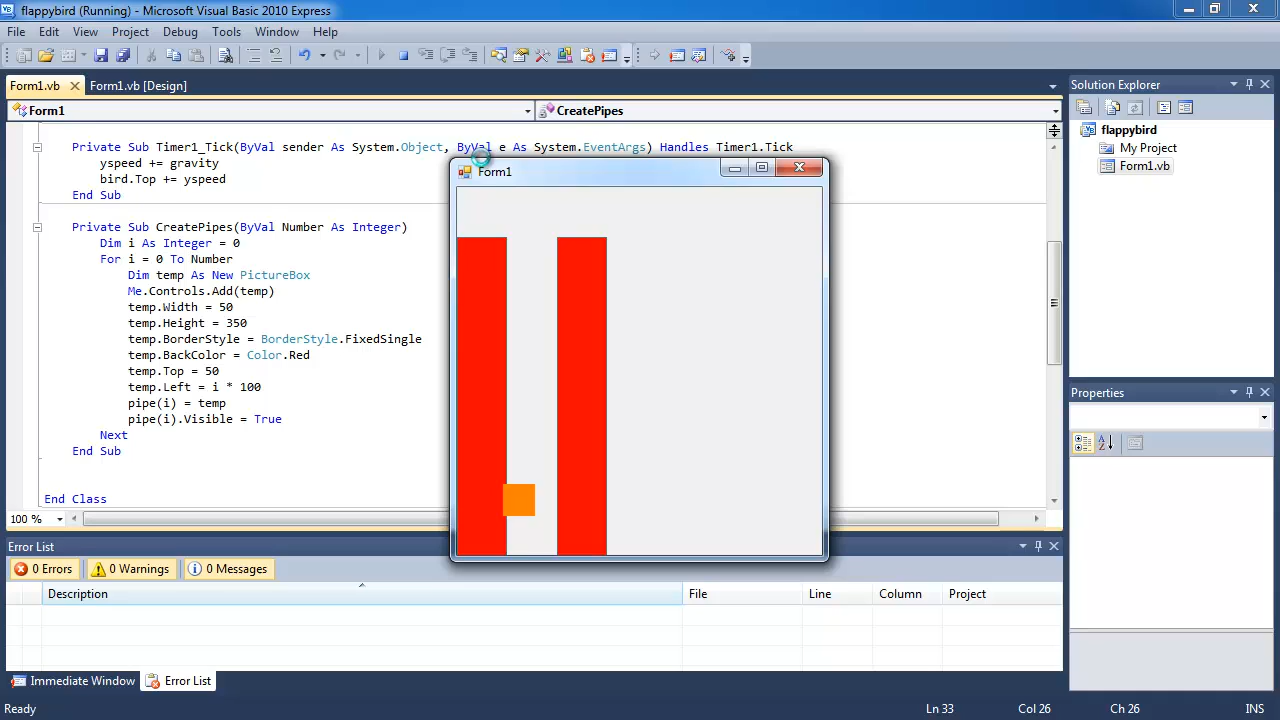 flappybird (Running) - Microsoft Visual Basic 2010 Express
File Edit View Project Debug Tools Window Help
Form1.vb Form1.vb [Design]
Form1 CreatePipes
Private Sub Timer1_Tick(ByVal sender As System.Object, ByVal e As System.EventArgs) Handles Timer1.Tick
yspeed += gravity
bird.Top += yspeed
End Sub
Private Sub CreatePipes(ByVal Number As Integer)
Dim i As Integer = 0
For i = 0 To Number
Dim temp As New PictureBox
Me.Controls.Add(temp)
temp.Width = 50
temp.Height = 350
temp.BorderStyle = BorderStyle.FixedSingle
temp.BackColor = Color.Red
temp.Top = 50
temp.Left = i * 100
pipe(i) = temp
pipe(i).Visible = True
Next
End Sub
End Class
100 %
Form1
Solution Explorer
flappybird
My Project
Form1.vb
Properties
Error List
0 Errors 0 Warnings 0 Messages
Description File Line Column Project
Immediate Window Error List
Ready Ln 33 Col 26 Ch 26 INS